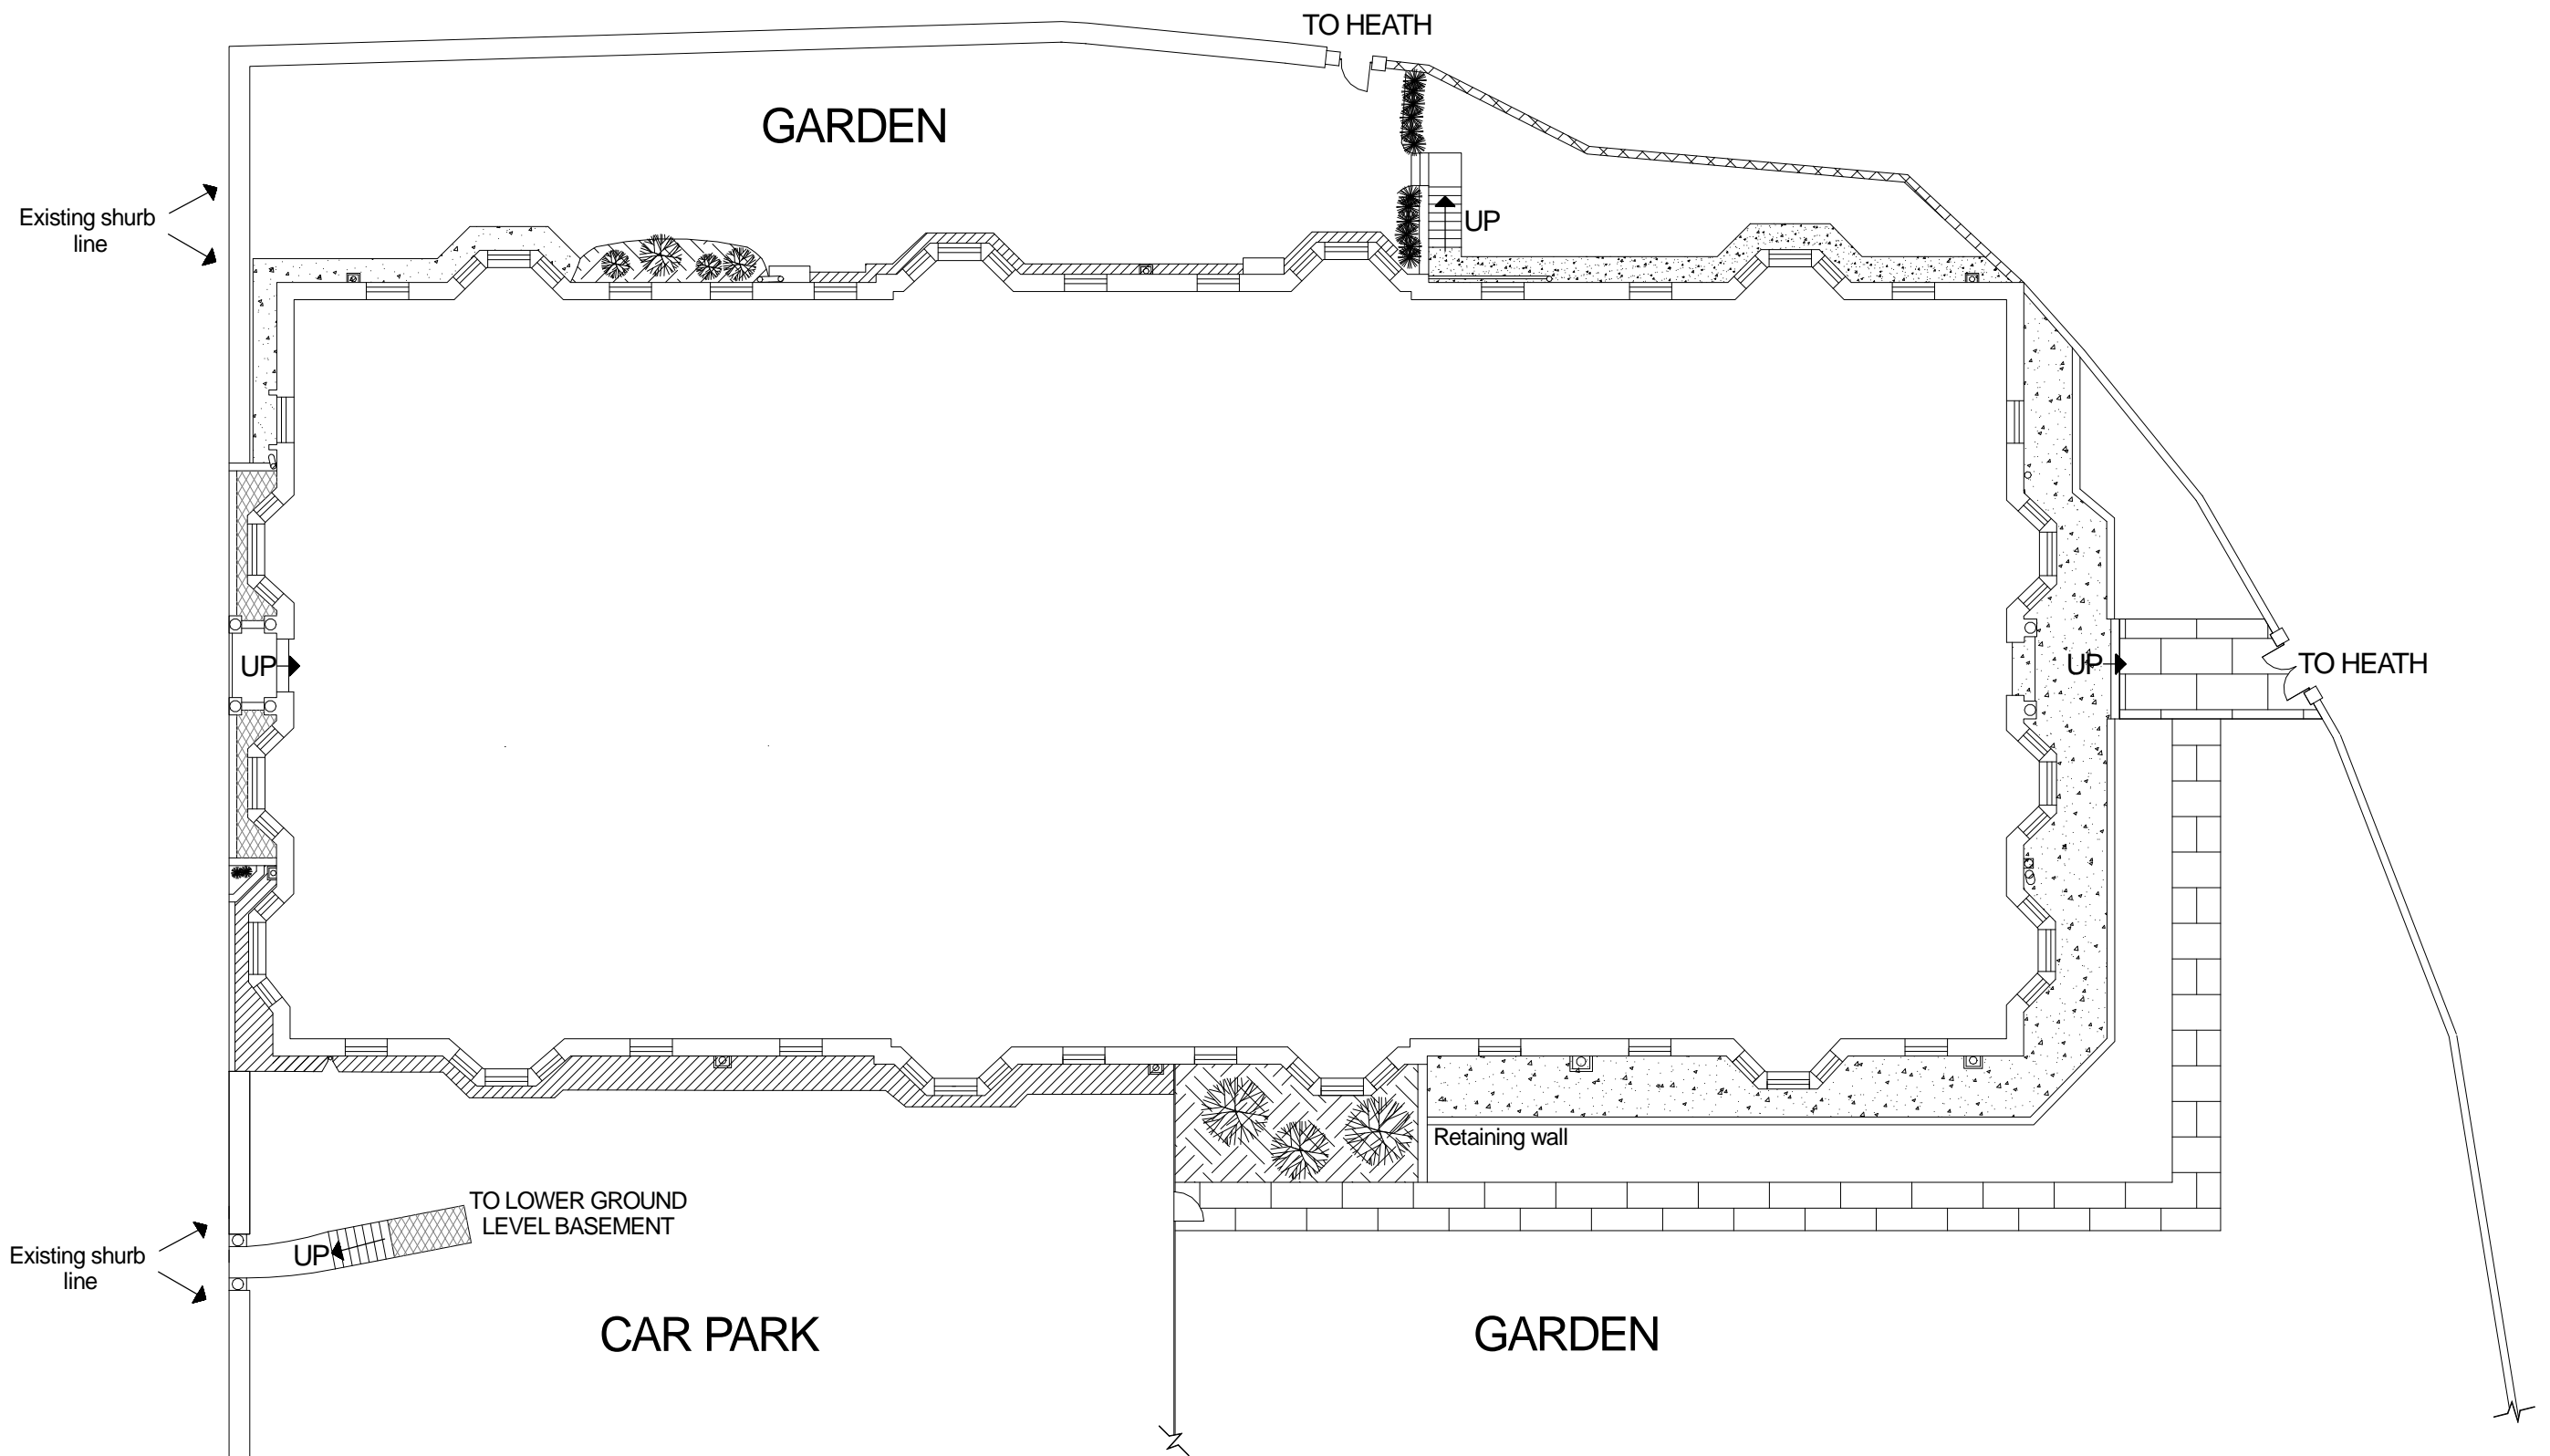 TO HEATH
GARDEN
Existing shurb
line
UP
UP
UP
TO HEATH
Retaining wall
TO LOWER GROUND
LEVEL BASEMENT
UP
Existing shurb
line
CAR PARK
GARDEN